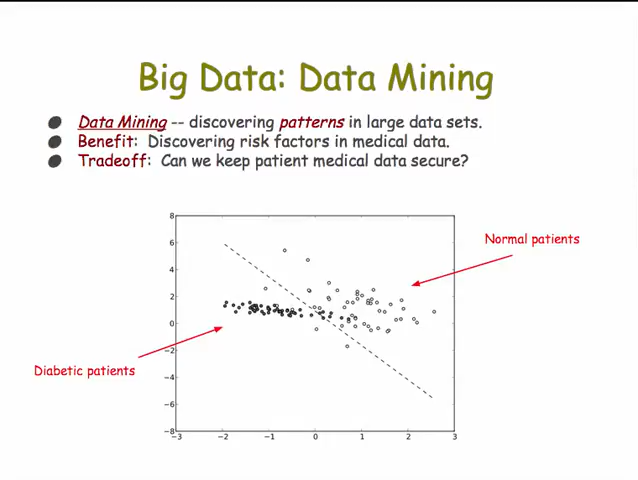 Big Data: Data Mining
Data Mining -- discovering patterns in large data sets.
Benefit: Discovering risk factors in medical data.
Tradeoff: Can we keep patient medical data secure?
Normal patients
Diabetic patients
8
6
4
2
0
−2
−4
−6
−8
−3 −2 −1 0 1 2 3